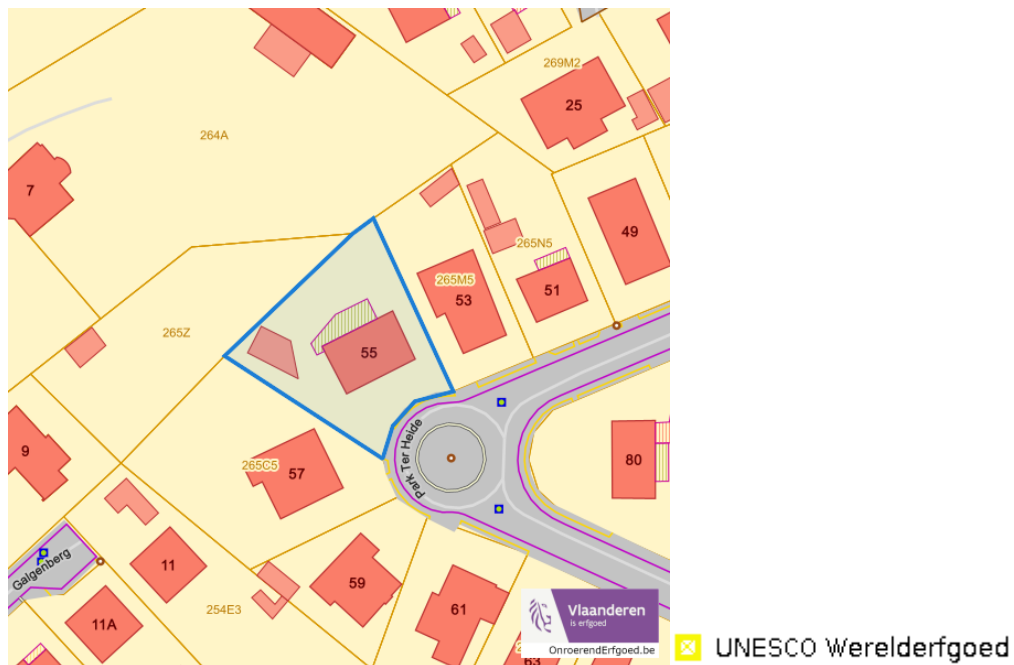 269M2
25
264A
7
49
265N5
265M5
53
51
265Z
55
Park Ter Heide
9
265C5
57
80
Galgenberg
11
59
254E3
61
11A
63
Vlaanderen
is erfgoed
OnroerendErfgoed.be
UNESCO Werelderfgoed